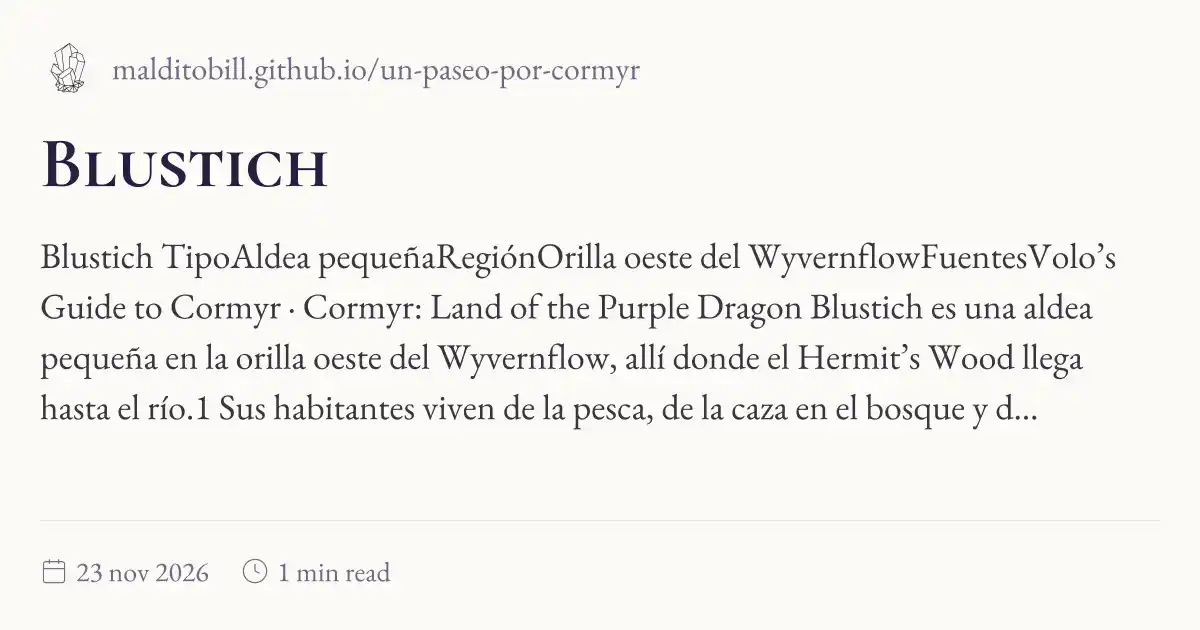 malditobill.github.io/un-paseo-por-cormyr
Blustich
Blustich TipoAldea pequeñaRegiónOrilla oeste del WyvernflowFuentesVolo’s
Guide to Cormyr · Cormyr: Land of the Purple Dragon Blustich es una aldea
pequeña en la orilla oeste del Wyvernflow, allí donde el Hermit’s Wood llega
hasta el río.1 Sus habitantes viven de la pesca, de la caza en el bosque y d...
23 nov 2026
1 min read